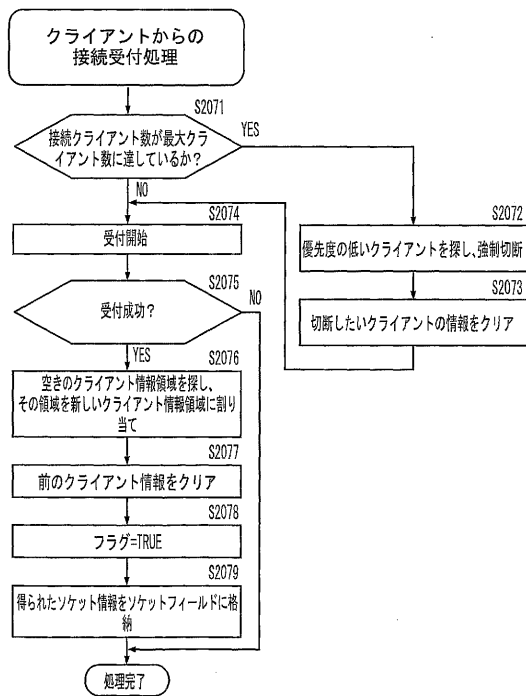 クライアントからの
接続受付処理
S2071
接続クライアント数が最大クラ
イアント数に達しているか?
YES
NO
S2072
優先度の低いクライアントを探し、強制切断
S2073
切断したいクライアントの情報をクリア
S2074
受付開始
S2075
受付成功?
NO
YES
S2076
空きのクライアント情報領域を探し、
その領域を新しいクライアント情報領域に割り
当て
S2077
前のクライアント情報をクリア
S2078
フラグ=TRUE
S2079
得られたソケット情報をソケットフィールドに格
納
処理完了